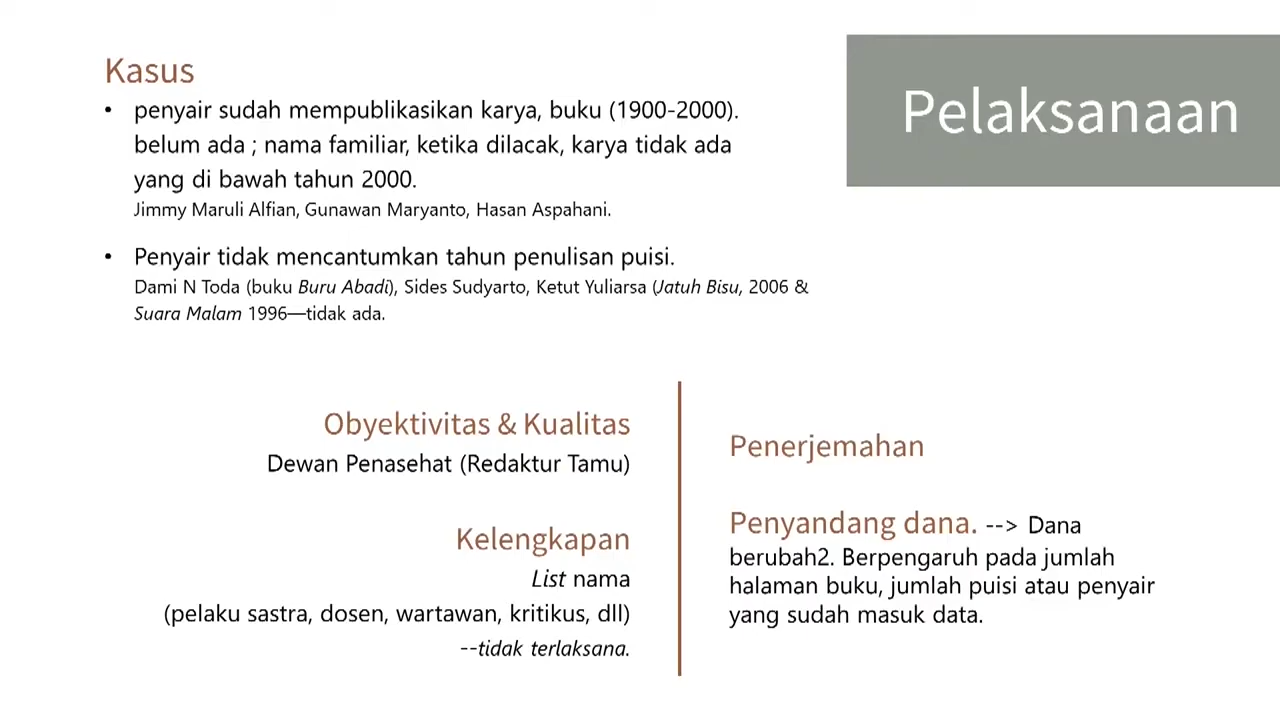 Pelaksanaan
Kasus
• penyair sudah mempublikasikan karya, buku (1900-2000).
belum ada ; nama familiar, ketika dilacak, karya tidak ada
yang di bawah tahun 2000.
Jimmy Maruli Alfian, Gunawan Maryanto, Hasan Aspahani.
• Penyair tidak mencantumkan tahun penulisan puisi.
Dami N Toda (buku Buru Abadi), Sides Sudyarto, Ketut Yuliarsa (Jatuh Bisu, 2006 &
Suara Malam 1996—tidak ada.
Obyektivitas & Kualitas
Dewan Penasehat (Redaktur Tamu)
Kelengkapan
List nama
(pelaku sastra, dosen, wartawan, kritikus, dll)
--tidak terlaksana.
Penerjemahan
Penyandang dana. --> Dana
berubah2. Berpengaruh pada jumlah
halaman buku, jumlah puisi atau penyair
yang sudah masuk data.